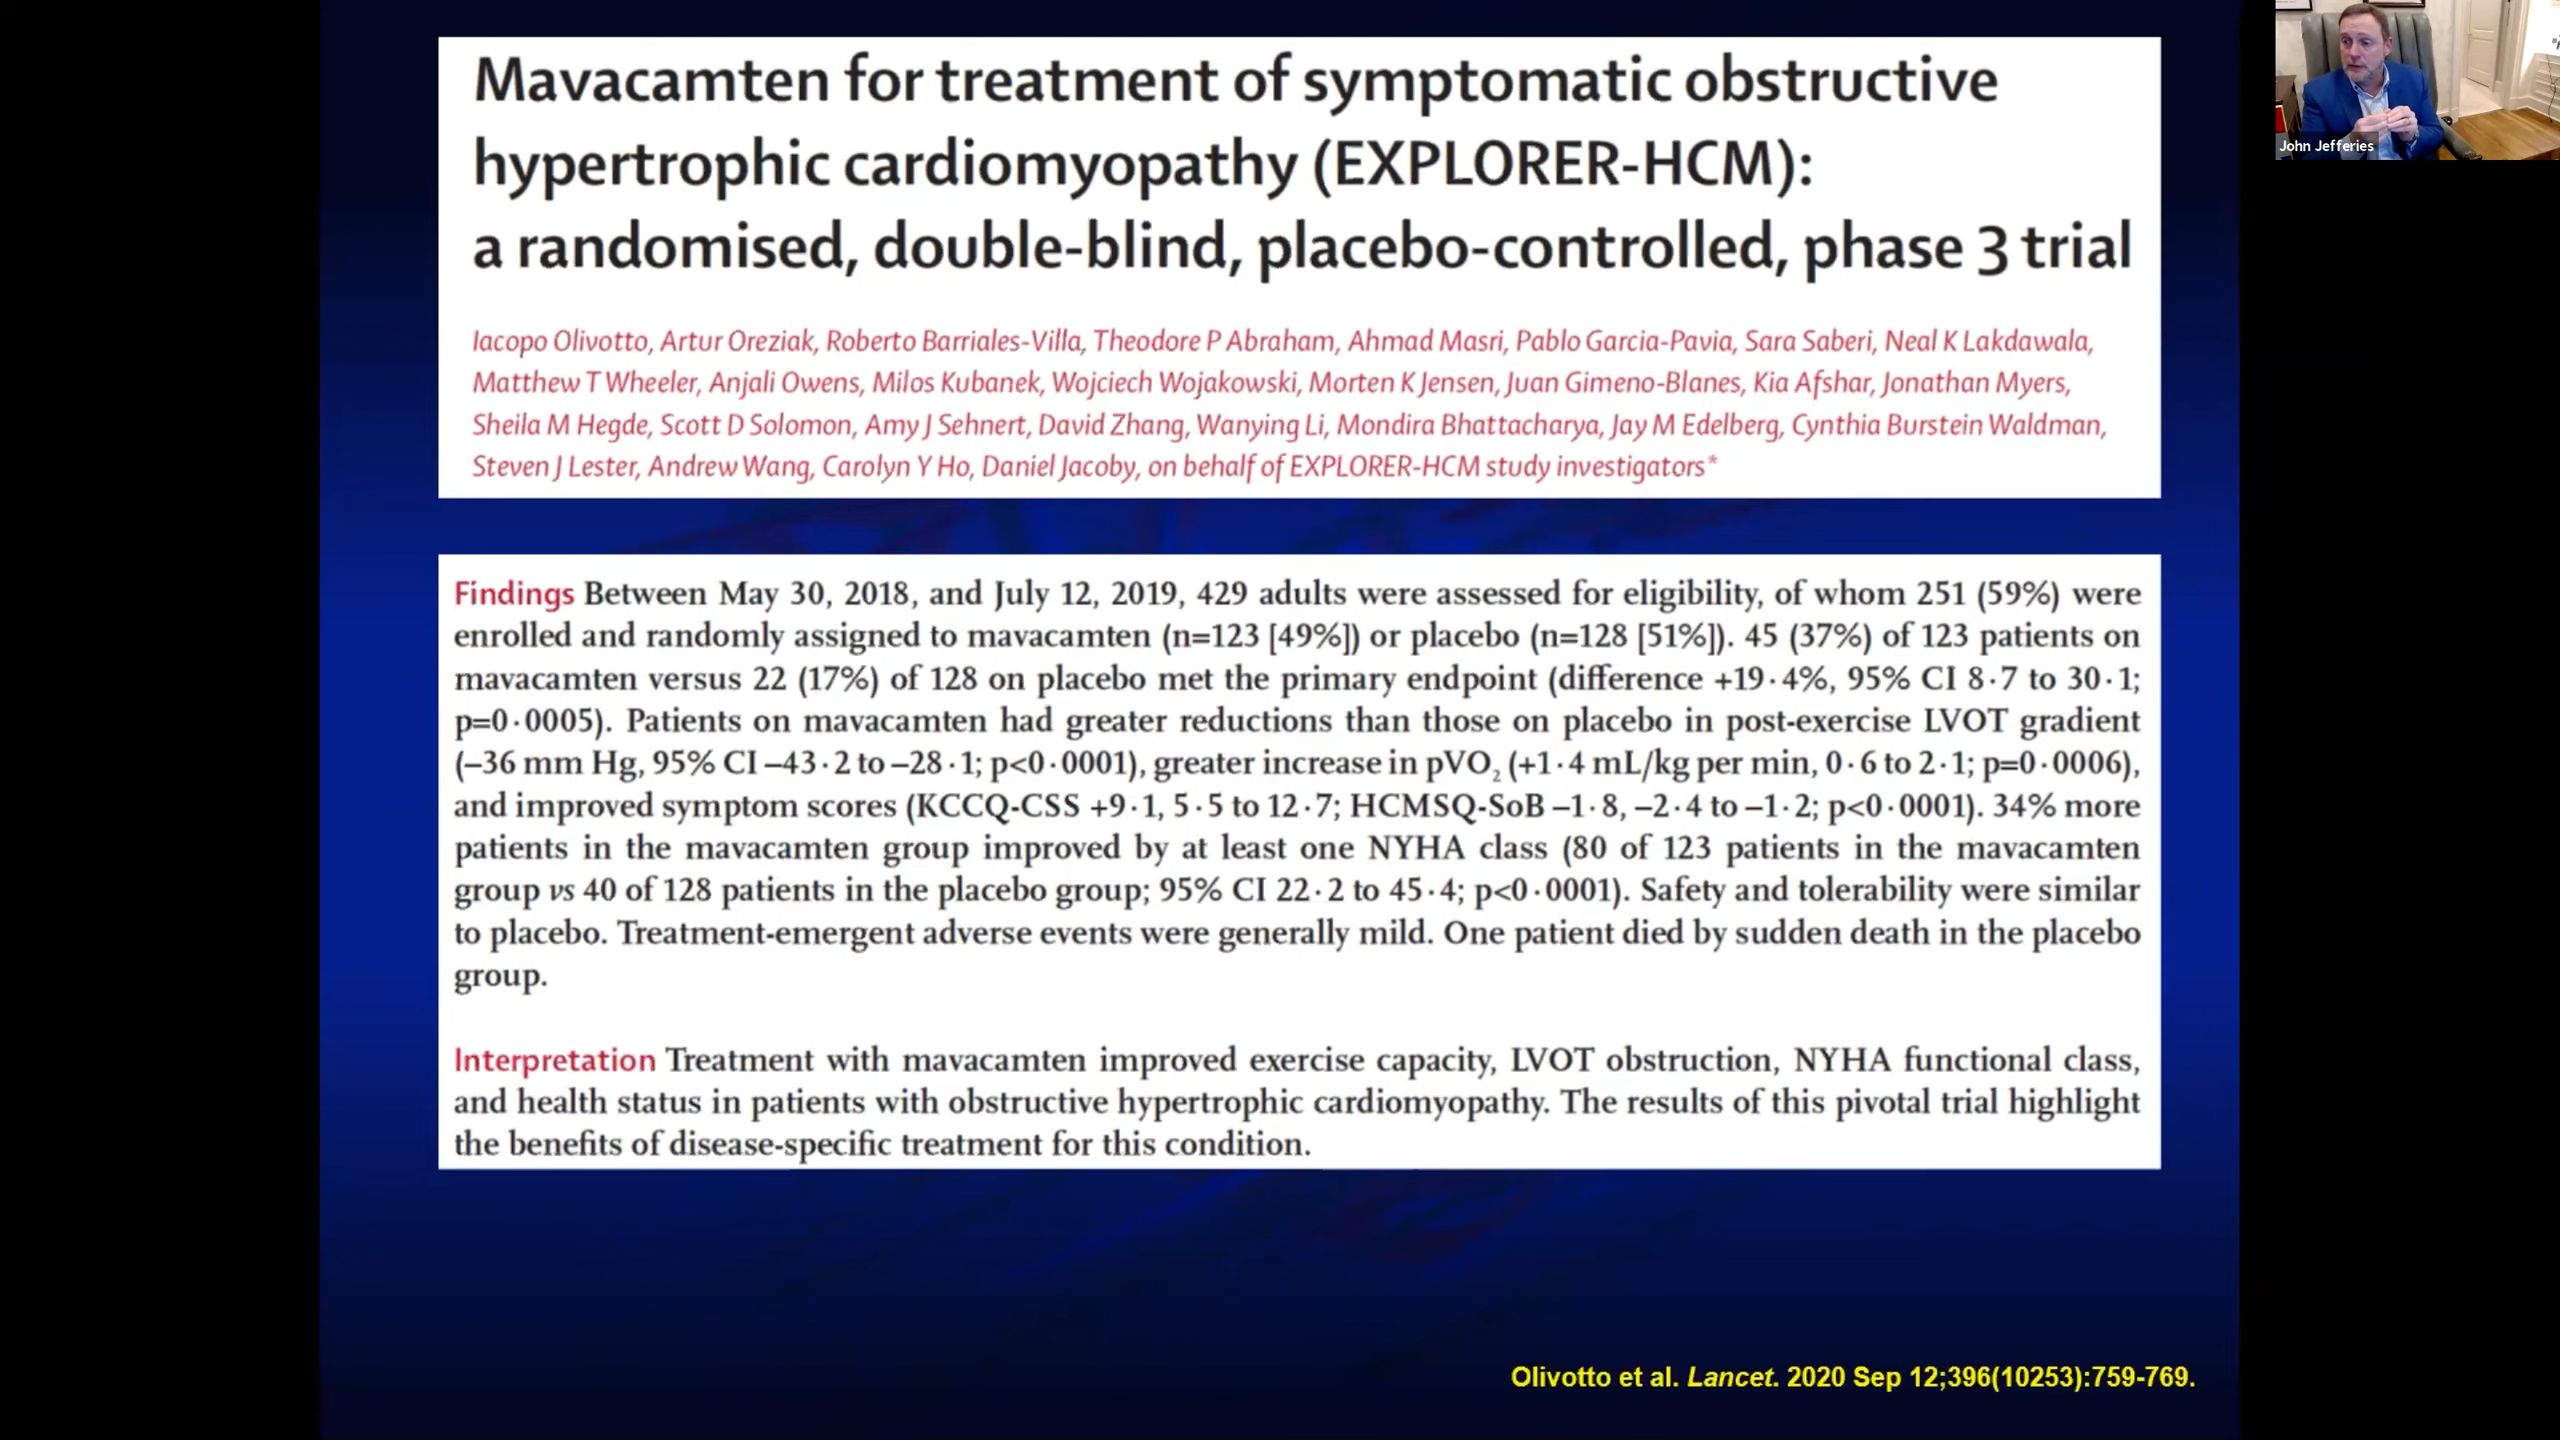 Mavacamten for treatment of symptomatic obstructive
hypertrophic cardiomyopathy (EXPLORER-HCM):
a randomised, double-blind, placebo-controlled, phase 3 trial
Iacopo Olivotto, Artur Oreziak, Roberto Barriales-Villa, Theodore P Abraham, Ahmad Masri, Pablo Garcia-Pavia, Sara Saberi, Neal K Lakdawala,
Matthew T Wheeler, Anjali Owens, Milos Kubanek, Wojciech Wojakowski, Morten K Jensen, Juan Gimeno-Blanes, Kia Afshar, Jonathan Myers,
Sheila M Hegde, Scott D Solomon, Amy J Sehnert, David Zhang, Wanying Li, Mondira Bhattacharya, Jay M Edelberg, Cynthia Burstein Waldman,
Steven J Lester, Andrew Wang, Carolyn Y Ho, Daniel Jacoby, on behalf of EXPLORER-HCM study investigators*
Findings Between May 30, 2018, and July 12, 2019, 429 adults were assessed for eligibility, of whom 251 (59%) were
enrolled and randomly assigned to mavacamten (n=123 [49%]) or placebo (n=128 [51%]). 45 (37%) of 123 patients on
mavacamten versus 22 (17%) of 128 on placebo met the primary endpoint (difference +19·4%, 95% CI 8·7 to 30·1;
p=0·0005). Patients on mavacamten had greater reductions than those on placebo in post-exercise LVOT gradient
(–36 mm Hg, 95% CI –43·2 to –28·1; p<0·0001), greater increase in pVO₂ (+1·4 mL/kg per min, 0·6 to 2·1; p=0·0006),
and improved symptom scores (KCCQ-CSS +9·1, 5·5 to 12·7; HCMSQ-SoB –1·8, –2·4 to –1·2; p<0·0001). 34% more
patients in the mavacamten group improved by at least one NYHA class (80 of 123 patients in the mavacamten
group vs 40 of 128 patients in the placebo group; 95% CI 22·2 to 45·4; p<0·0001). Safety and tolerability were similar
to placebo. Treatment-emergent adverse events were generally mild. One patient died by sudden death in the placebo
group.
Interpretation Treatment with mavacamten improved exercise capacity, LVOT obstruction, NYHA functional class,
and health status in patients with obstructive hypertrophic cardiomyopathy. The results of this pivotal trial highlight
the benefits of disease-specific treatment for this condition.
Olivotto et al. Lancet. 2020 Sep 12;396(10253):759-769.
John Jefferies